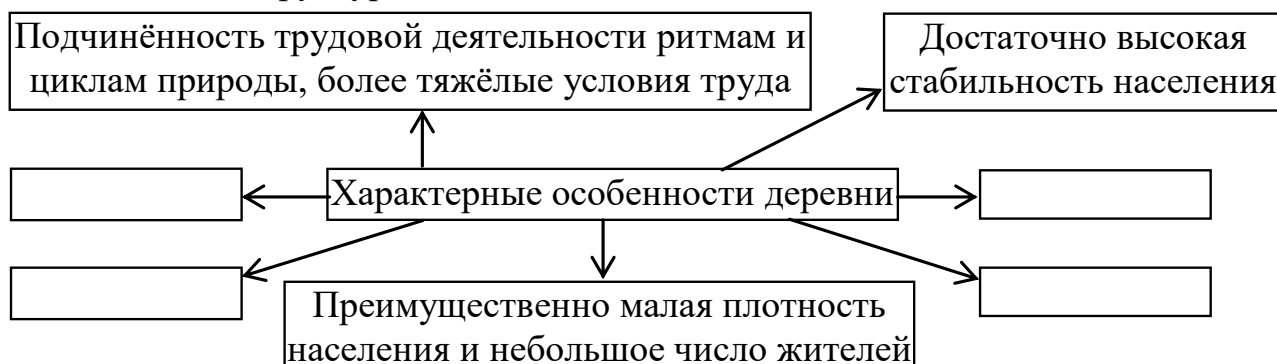 Подчинённость трудовой деятельности ритмам и
циклам природы, более тяжёлые условия труда
Достаточно высокая
стабильность населения
Характерные особенности деревни
Преимущественно малая плотность
населения и небольшое число жителей